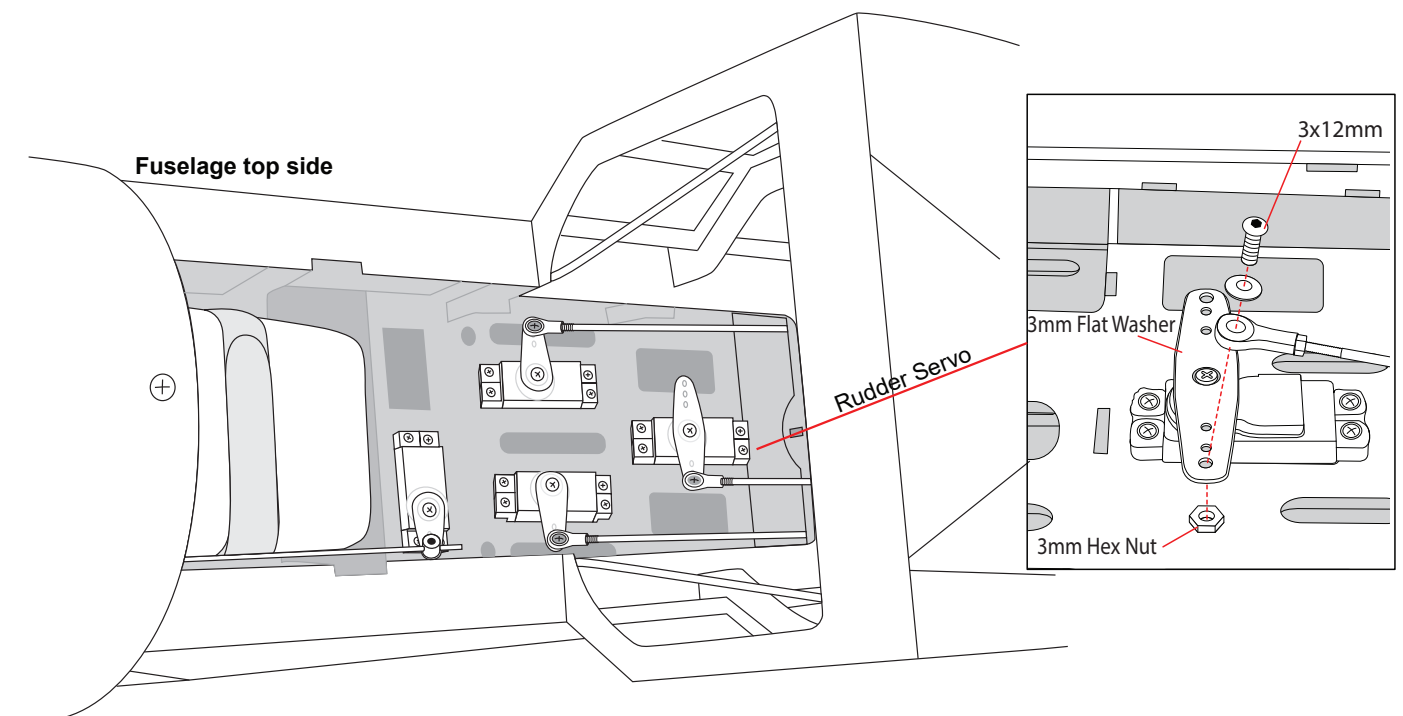 Fuselage top side
Rudder Servo
3x12mm
3mm Flat Washer
3mm Hex Nut